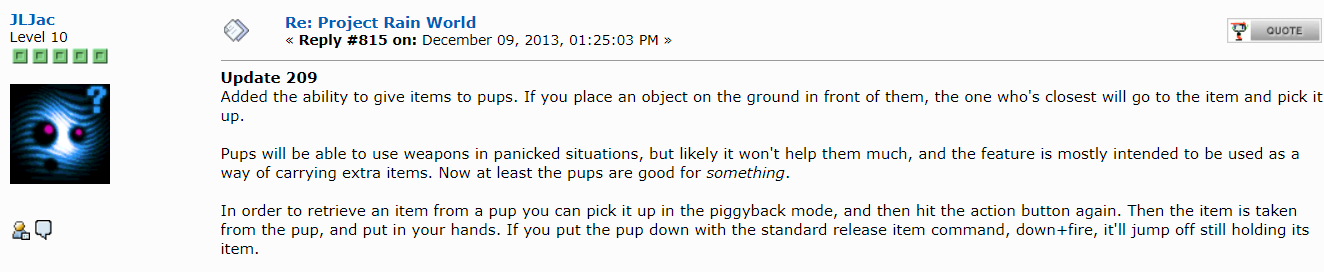 JLJac
Level 10
Re: Project Rain World
« Reply #815 on: December 09, 2013, 01:25:03 PM »
QUOTE
Update 209
Added the ability to give items to pups. If you place an object on the ground in front of them, the one who's closest will go to the item and pick it
up.
Pups will be able to use weapons in panicked situations, but likely it won't help them much, and the feature is mostly intended to be used as a
way of carrying extra items. Now at least the pups are good for something.
In order to retrieve an item from a pup you can pick it up in the piggyback mode, and then hit the action button again. Then the item is taken
from the pup, and put in your hands. If you put the pup down with the standard release item command, down+fire, it'll jump off still holding its
item.